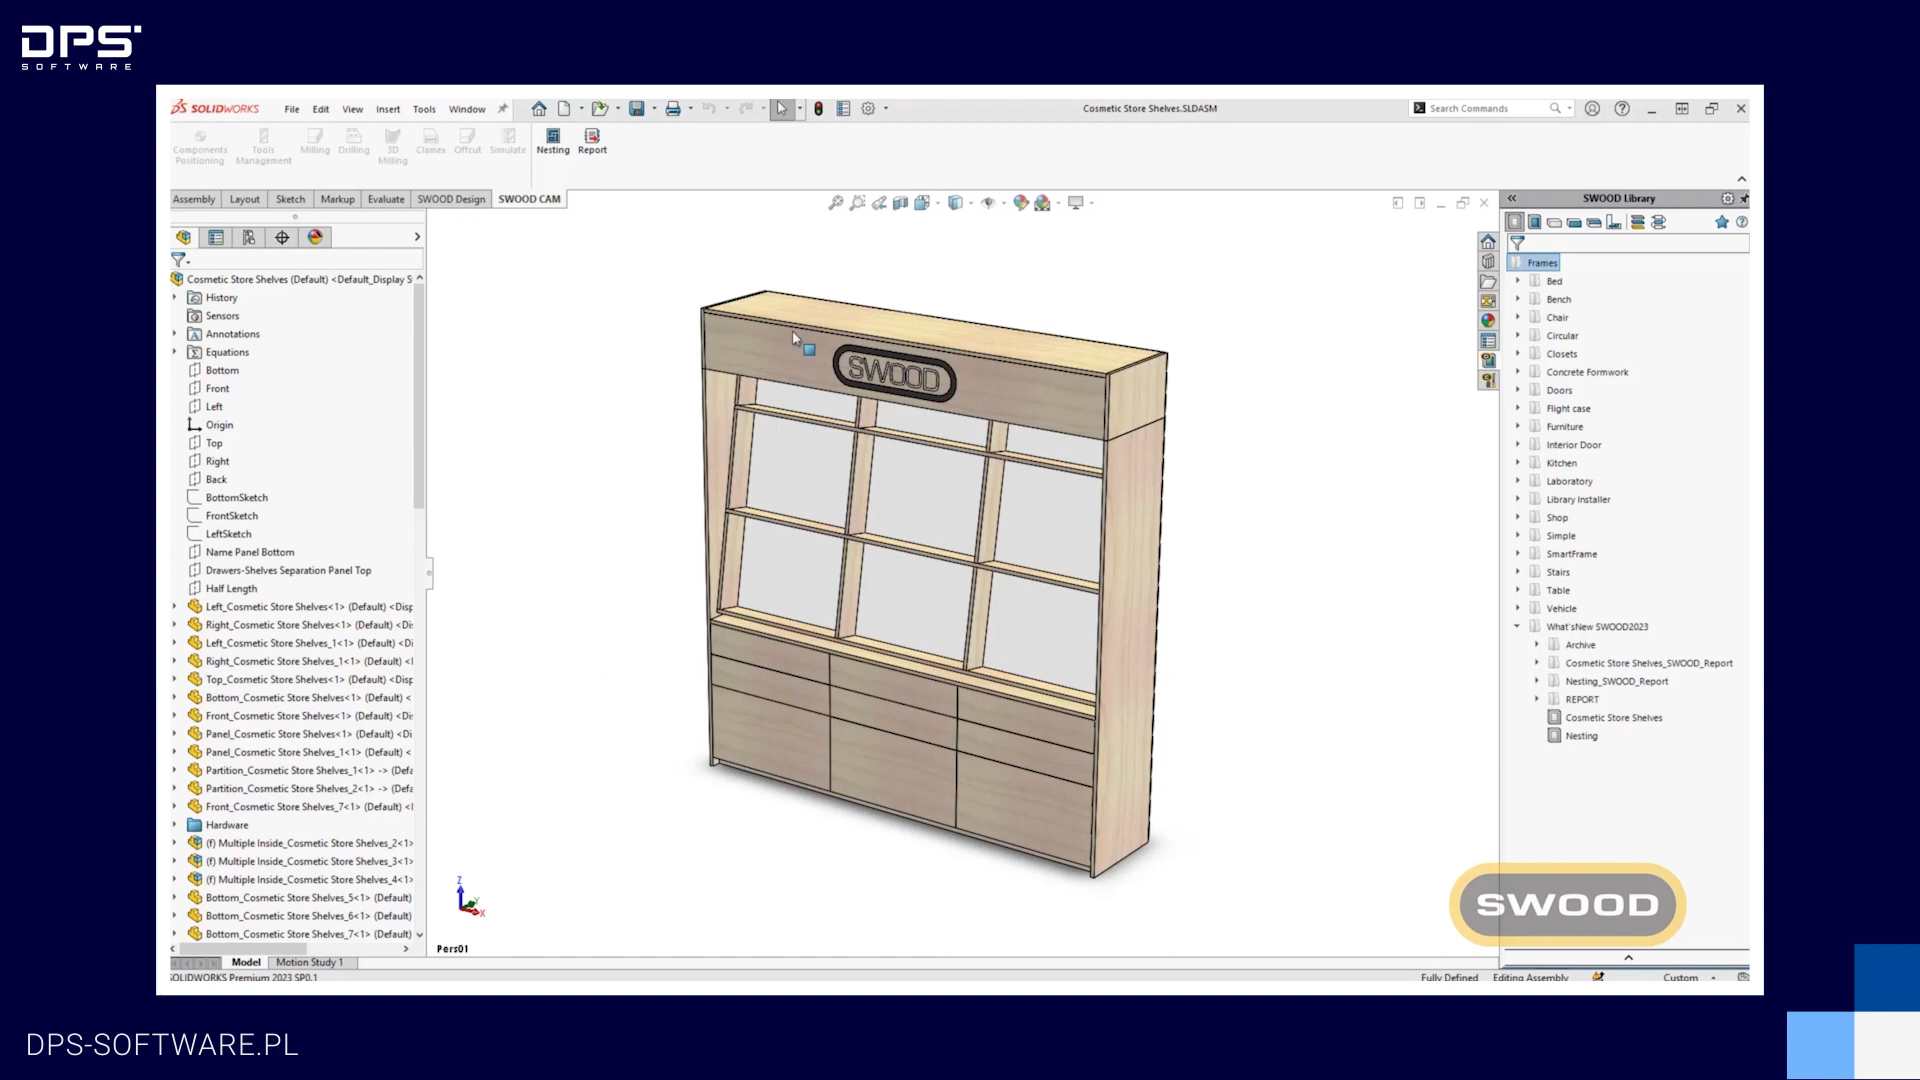 DPS
SOFTWARE
SOLIDWORKS File Edit View Insert Tools Window
Cosmetic Store Shelves.SLDASM
Search Commands
Components Positioning
Tools Management
Milling
Drilling
3D Milling
Clamex
Offcut
Simulate
Nesting
Report
Assembly Layout Sketch Markup Evaluate SWOOD Design SWOOD CAM
Cosmetic Store Shelves (Default) <Default_Display S
History
Sensors
Annotations
Equations
Bottom
Front
Left
Origin
Top
Right
Back
BottomSketch
FrontSketch
LeftSketch
Name Panel Bottom
Drawers-Shelves Separation Panel Top
Half Length
Left_Cosmetic Store Shelves<1> (Default) <Disp
Right_Cosmetic Store Shelves<1> (Default) <Di
Left_Cosmetic Store Shelves_1<1> (Default) <D
Right_Cosmetic Store Shelves_1<1> (Default) <
Top_Cosmetic Store Shelves<1> (Default) <Disp
Bottom_Cosmetic Store Shelves<1> (Default) <
Front_Cosmetic Store Shelves<1> (Default) <Di
Panel_Cosmetic Store Shelves<1> (Default) <Di
Panel_Cosmetic Store Shelves_1<1> (Default) <
Partition_Cosmetic Store Shelves_1<1> -> (Defa
Partition_Cosmetic Store Shelves_2<1> -> (Defa
Front_Cosmetic Store Shelves_7<1> (Default) <
Hardware
(f) Multiple Inside_Cosmetic Store Shelves_2<1>
(f) Multiple Inside_Cosmetic Store Shelves_3<1>
(f) Multiple Inside_Cosmetic Store Shelves_4<1>
Bottom_Cosmetic Store Shelves_5<1> (Default)
Bottom_Cosmetic Store Shelves_6<1> (Default)
Bottom_Cosmetic Store Shelves_7<1> (Default)
SWOOD
Z
Y
X
Pers01
SWOOD Library
Frames
Bed
Bench
Chair
Circular
Closets
Concrete Formwork
Doors
Flight case
Furniture
Interior Door
Kitchen
Laboratory
Library Installer
Shop
Simple
SmartFrame
Stairs
Table
Vehicle
What'sNew SWOOD2023
Archive
Cosmetic Store Shelves_SWOOD_Report
Nesting_SWOOD_Report
REPORT
Cosmetic Store Shelves
Nesting
SWOOD
Model Motion Study 1
SOLIDWORKS Premium 2023 SP0.1
Fully Defined Editing Assembly Custom
DPS-SOFTWARE.PL